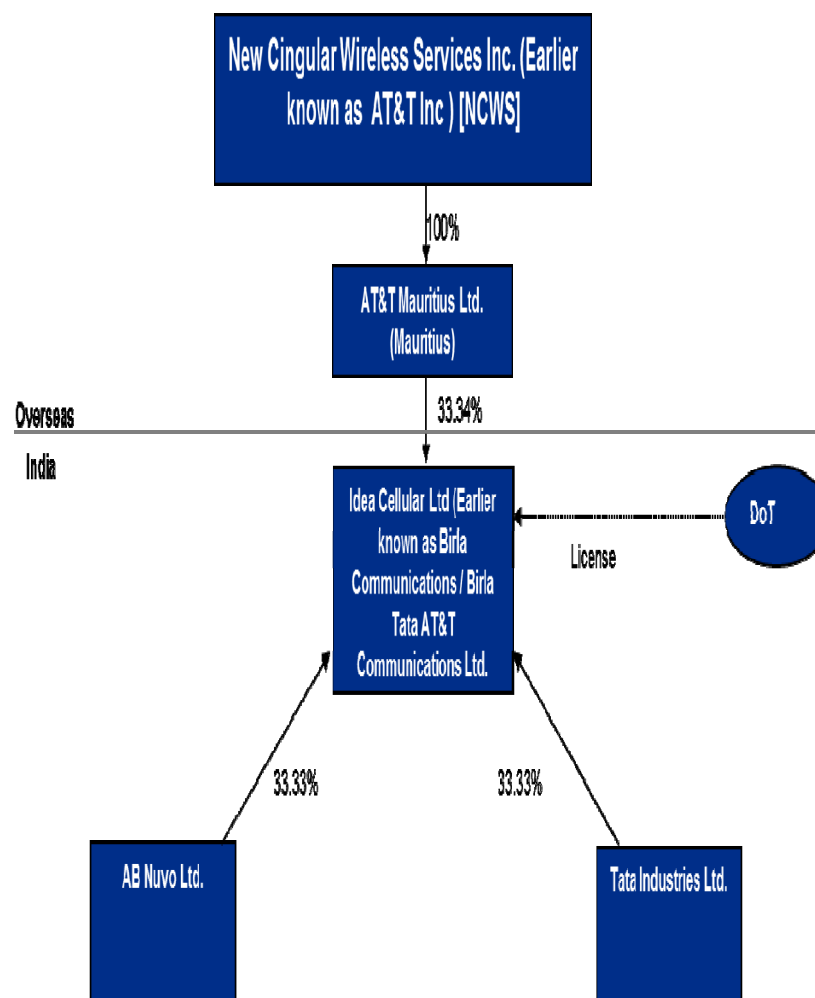 New Cingular Wireless Services Inc. (Earlier
known as AT&T Inc ) [NCWS]
100%
AT&T Mauritius Ltd.
(Mauritius)
33.34%
Overseas
India
Idea Cellular Ltd (Earlier
known as Birla
Communications / Birla
Tata AT&T
Communications Ltd.
DoT
License
33.33%
33.33%
AB Nuvo Ltd.
Tata Industries Ltd.